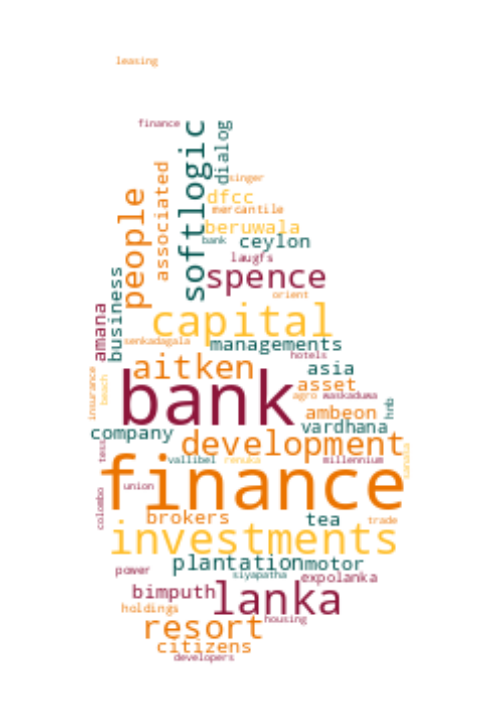 leasing
finance
softlogic
dialog
associated
singer
people
dfcc
mercantile
beruwala
bank
ceylon
laugfs
spence
business
orient
amana
capital
senkadagala
managements
hotels
aitken
asia
insurance
beach
bank
asset
agro
waskaduwa
hnb
ambeon
vardhana
company
development
tess
vallibel
renuka
millennium
lanka
finance
union
colombo
brokers
tea
trade
investments
plantation
motor
power
siyapatha
expolanka
bimputh
lanka
holdings
housing
resort
citizens
developers